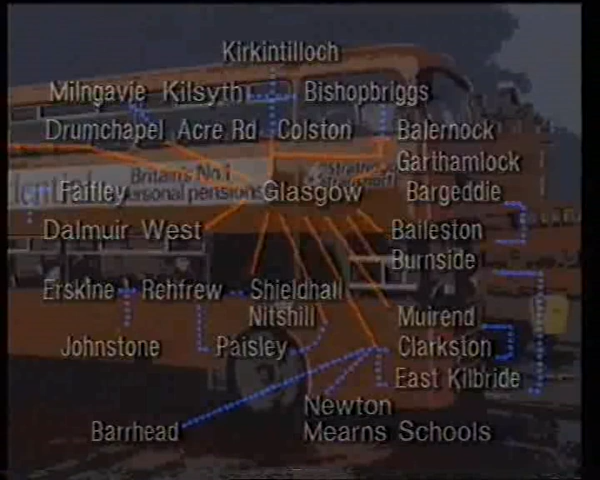 Kirkintilloch
Milngavie Kilsyth Bishopbriggs
Drumchapel Acre Rd Colston Balernock
Garthamlock
Britain's No.1
Faifley personal pensions Glasgow Bargeddie
Dalmuir West Baileston
Burnside
Erskine Renfrew Shieldhall
Nitshill Muirend
Johnstone Paisley Clarkston
East Kilbride
Newton
Barrhead Mearns Schools